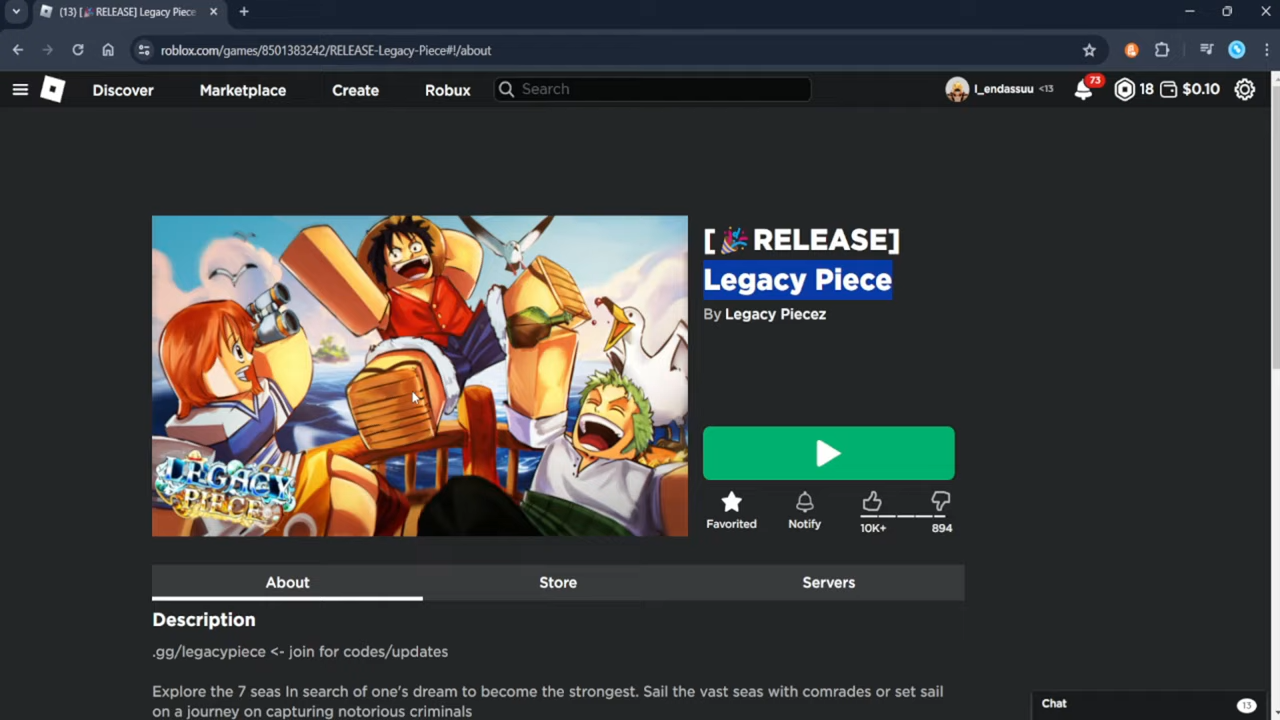 (13) [🎉 RELEASE] Legacy Piece
roblox.com/games/8501383242/RELEASE-Legacy-Piece#!/about
Discover
Marketplace
Create
Robux
Search
l_endassuu <13
73
18
$0.10
[🎉RELEASE]
Legacy Piece
By Legacy Piecez
LEGACY
PIECE
Favorited
Notify
10K+
894
About
Store
Servers
Description
.gg/legacypiece <- join for codes/updates
Explore the 7 seas In search of one's dream to become the strongest. Sail the vast seas with comrades or set sail
on a journey on capturing notorious criminals
Chat
13